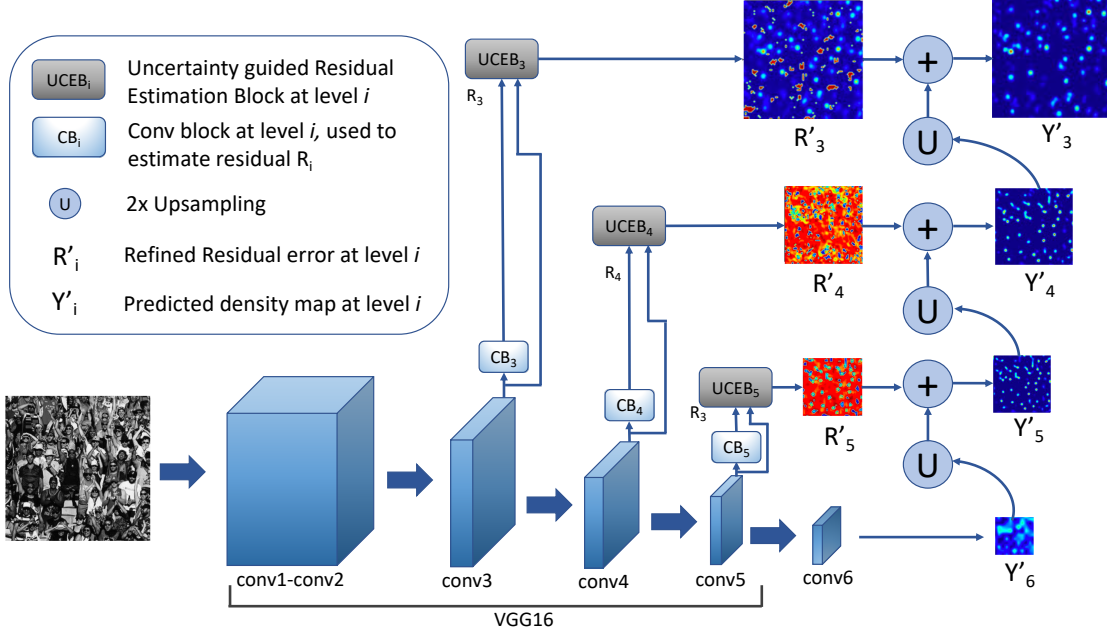 UCEBᵢ
Uncertainty guided Residual
Estimation Block at level i
CBᵢ
Conv block at level i, used to
estimate residual Rᵢ
U
2x Upsampling
R'ᵢ
Refined Residual error at level i
Y'ᵢ
Predicted density map at level i
UCEB₃
R₃
R'₃
+
U
Y'₃
UCEB₄
R₄
R'₄
+
U
Y'₄
CB₃
CB₄
UCEB₅
R₃
CB₅
R'₅
+
U
Y'₅
Y'₆
conv1-conv2
conv3
conv4
conv5
conv6
VGG16